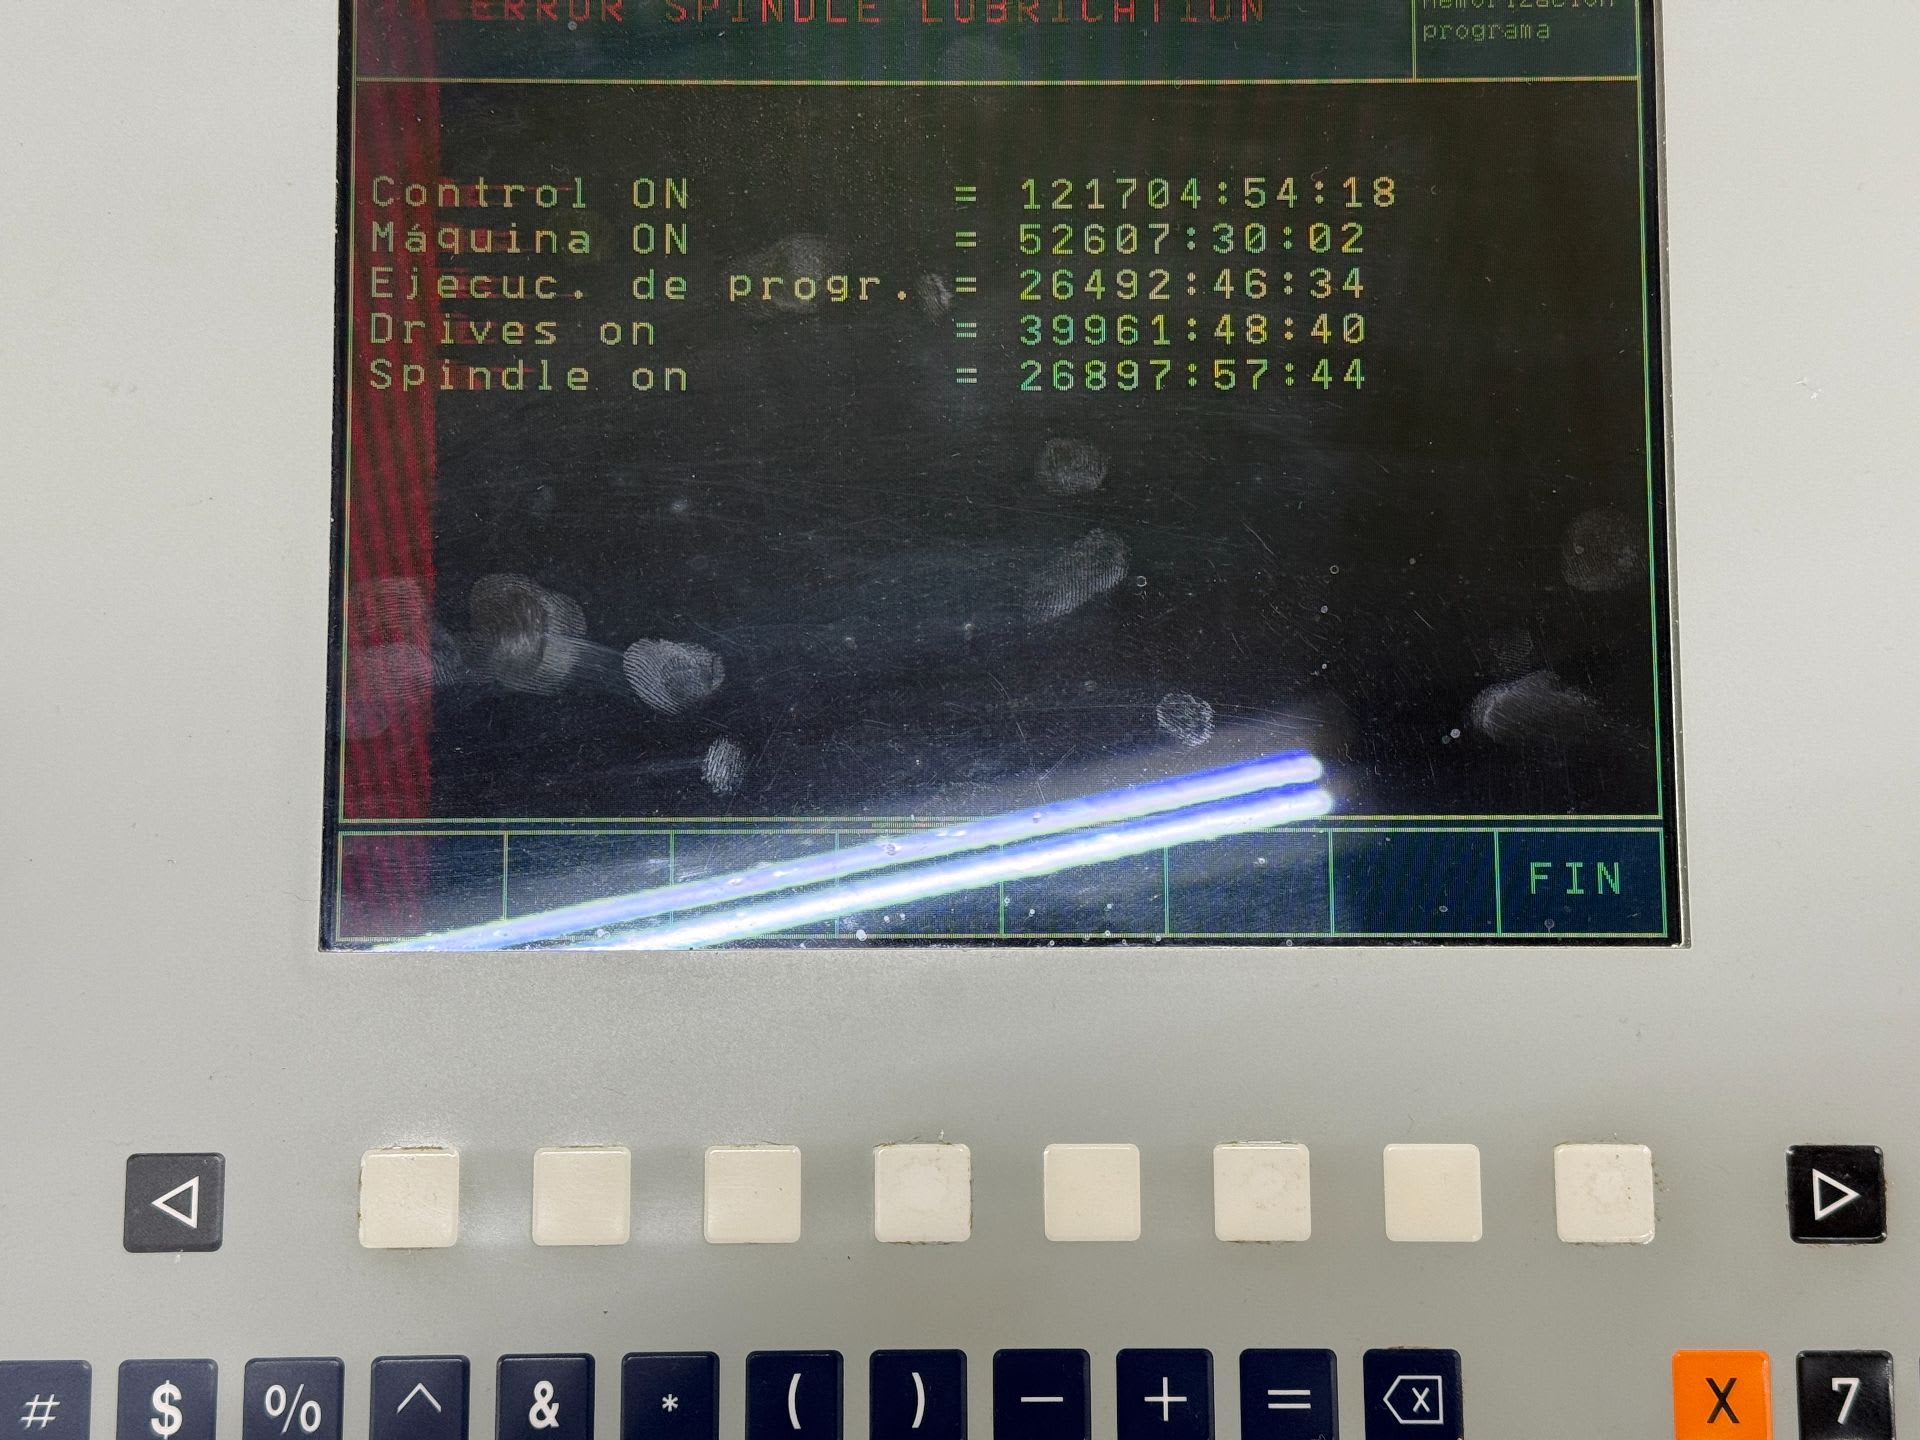 ERROR SPINDLE LUBRICATION
Memorización
programa
Control ON = 121704:54:18
Máquina ON = 52607:30:02
Ejecuc. de progr. = 26492:46:34
Drives on = 39961:48:40
Spindle on = 26897:57:44
FIN
# $ % ^ & * ( ) − + = X 7